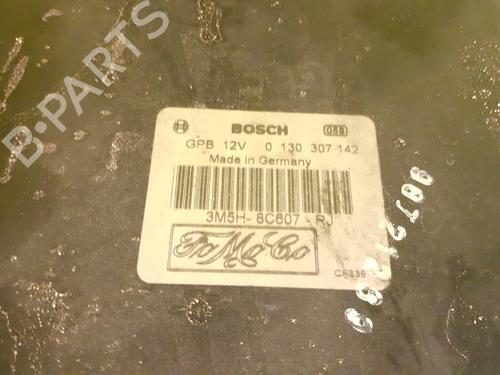 B-PARTS
BOSCH
GPB 12V 0 130 307 142
Made in Germany
3M5H-8C607-RJ
FoMoCo